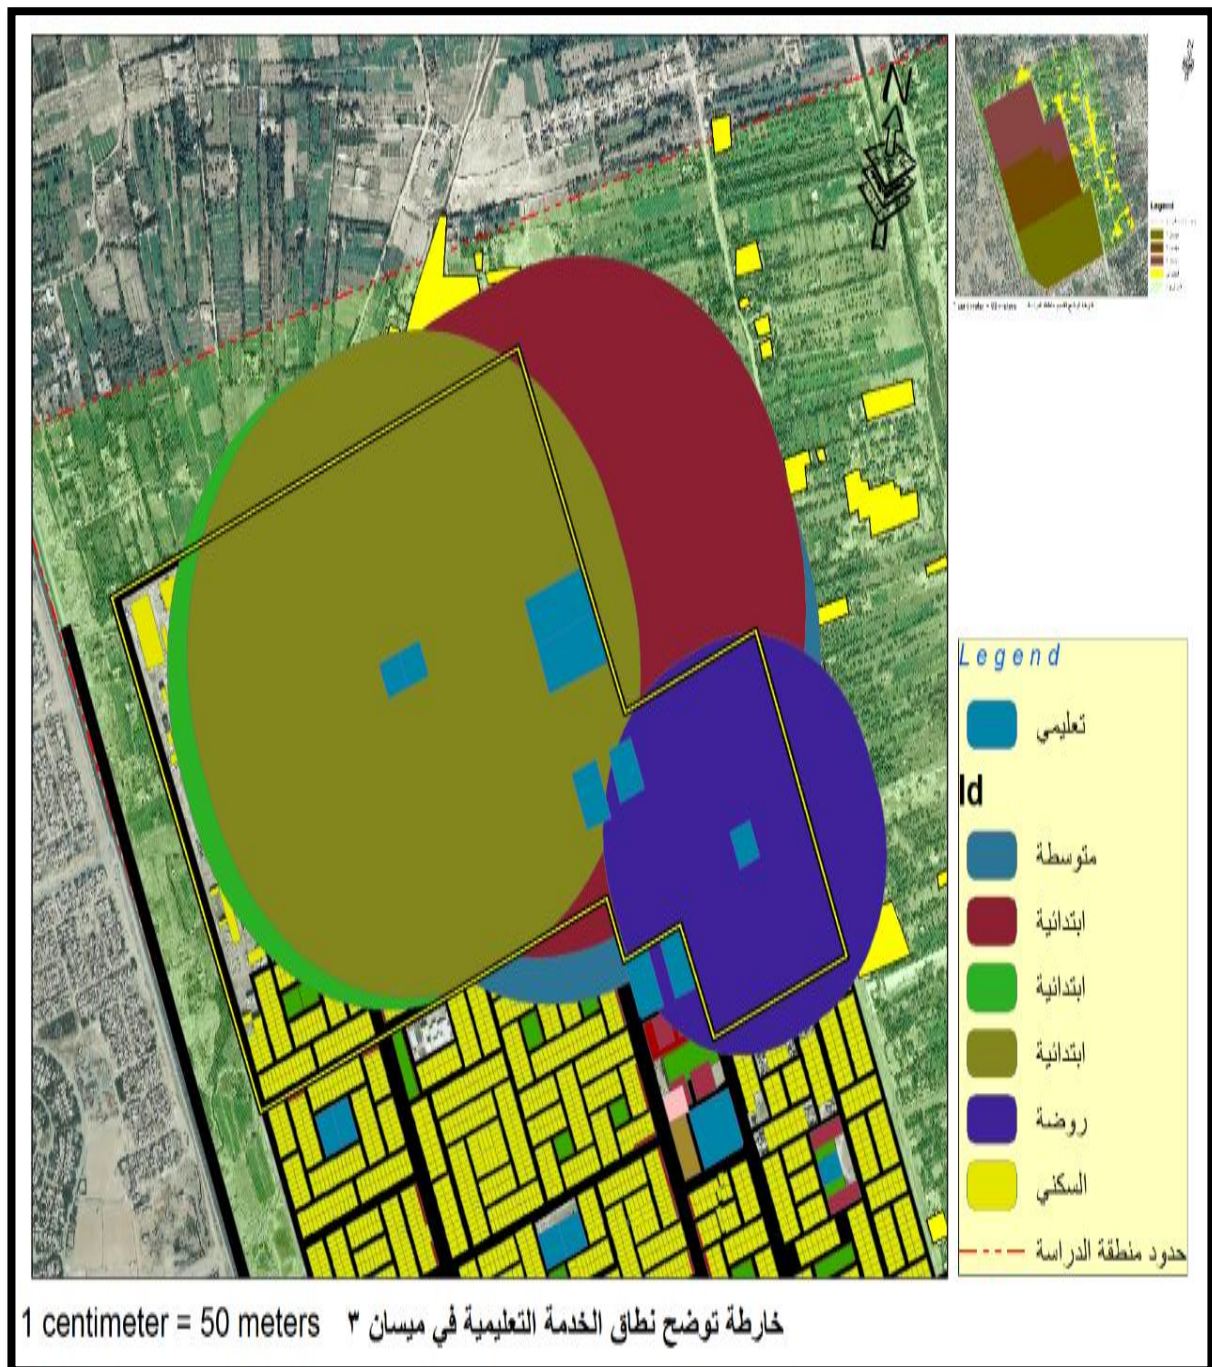 N
Legend
Legend
تعليمي
Id
متوسطة
ابتدائية
ابتدائية
ابتدائية
روضة
السكني
حدود منطقة الدراسة
1 centimeter = 50 meters خارطة توضح نطاق الخدمة التعليمية في ميسان ٣